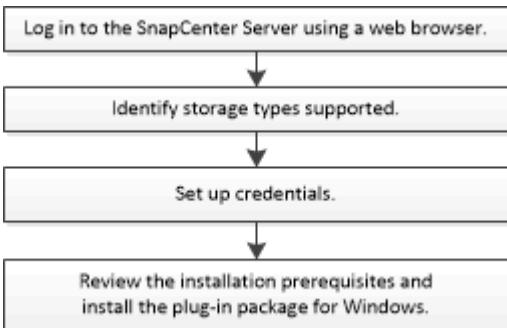 Log in to the SnapCenter Server using a web browser.
Identify storage types supported.
Set up credentials.
Review the installation prerequisites and
install the plug-in package for Windows.